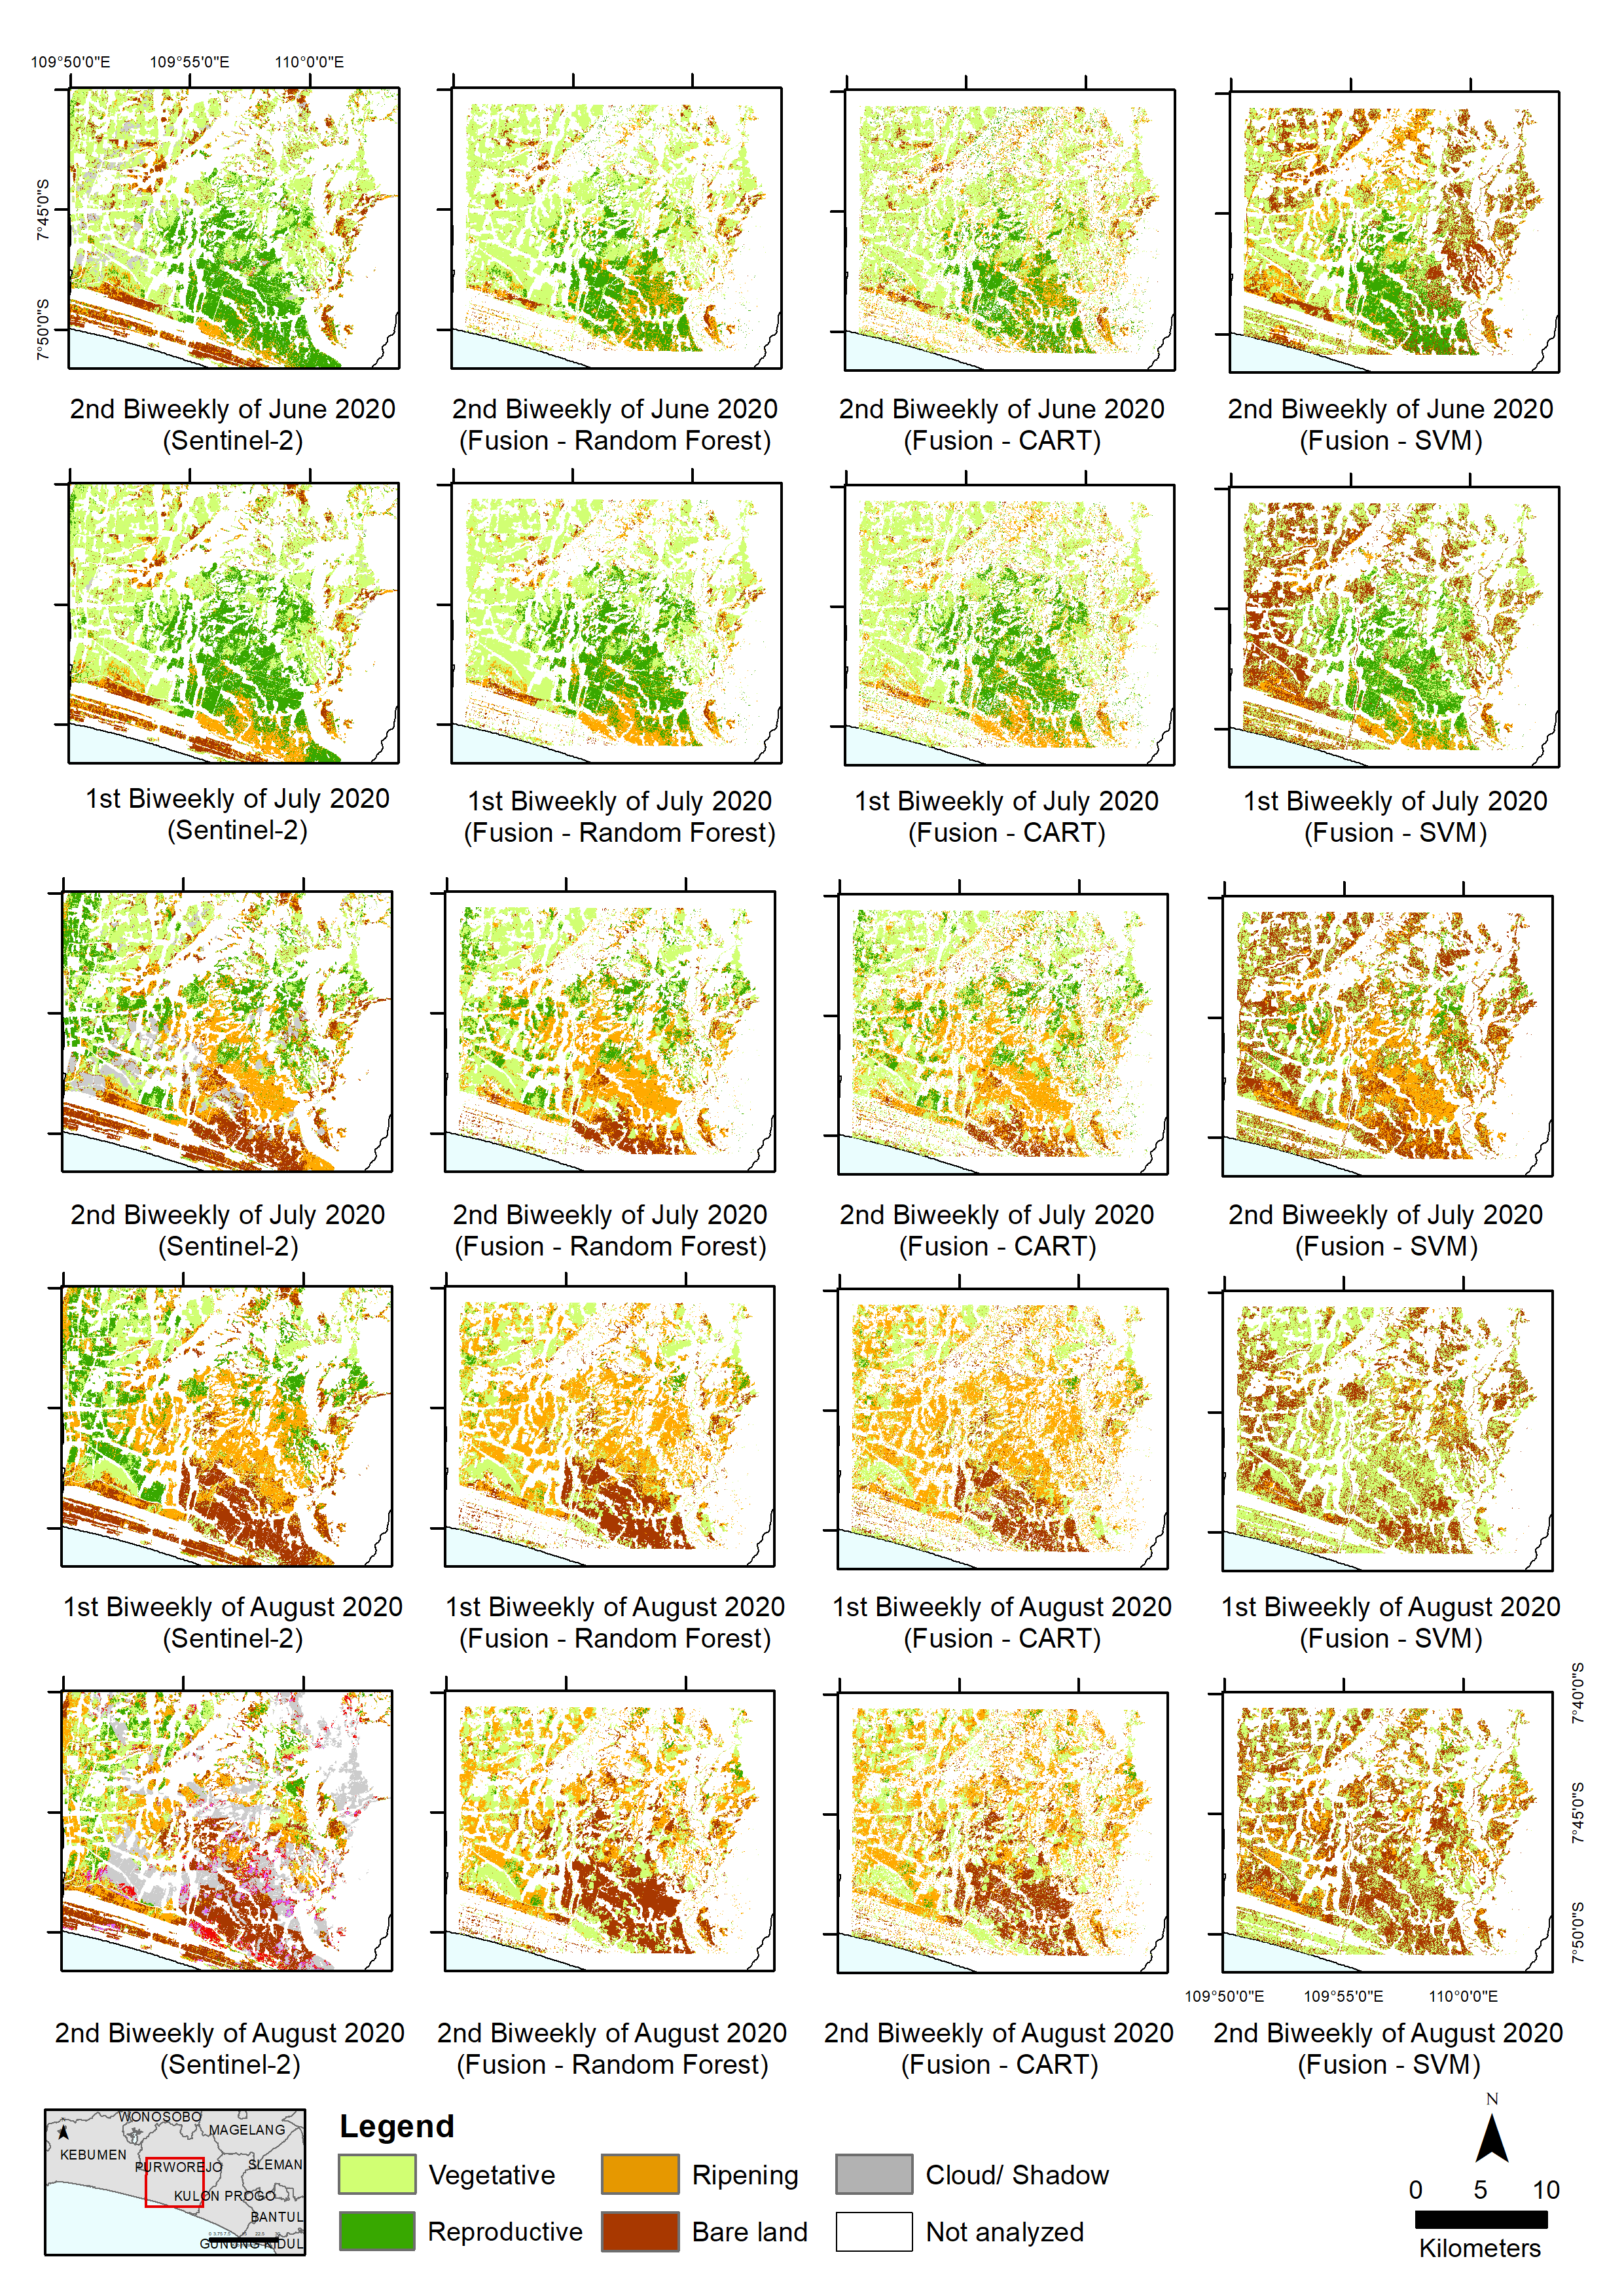 109°50'0"E 109°55'0"E 110°0'0"E
7°45'0"S
7°50'0"S
2nd Biweekly of June 2020
(Sentinel-2)
2nd Biweekly of June 2020
(Fusion - Random Forest)
2nd Biweekly of June 2020
(Fusion - CART)
2nd Biweekly of June 2020
(Fusion - SVM)
1st Biweekly of July 2020
(Sentinel-2)
1st Biweekly of July 2020
(Fusion - Random Forest)
1st Biweekly of July 2020
(Fusion - CART)
1st Biweekly of July 2020
(Fusion - SVM)
2nd Biweekly of July 2020
(Sentinel-2)
2nd Biweekly of July 2020
(Fusion - Random Forest)
2nd Biweekly of July 2020
(Fusion - CART)
2nd Biweekly of July 2020
(Fusion - SVM)
1st Biweekly of August 2020
(Sentinel-2)
1st Biweekly of August 2020
(Fusion - Random Forest)
1st Biweekly of August 2020
(Fusion - CART)
1st Biweekly of August 2020
(Fusion - SVM)
7°40'0"S
7°45'0"S
7°50'0"S
109°50'0"E 109°55'0"E 110°0'0"E
2nd Biweekly of August 2020
(Sentinel-2)
2nd Biweekly of August 2020
(Fusion - Random Forest)
2nd Biweekly of August 2020
(Fusion - CART)
2nd Biweekly of August 2020
(Fusion - SVM)
WONOSOBO
MAGELANG
KEBUMEN
PURWOREJO
SLEMAN
KULON PROGO
BANTUL
GUNUNG KIDUL
Legend
Vegetative
Ripening
Cloud/ Shadow
Reproductive
Bare land
Not analyzed
N
0 5 10
Kilometers